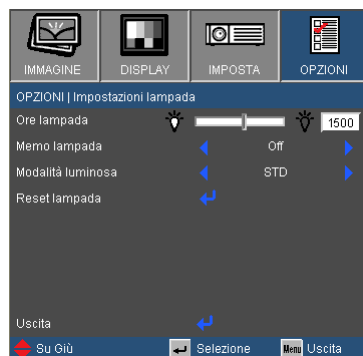 IMMAGINE DISPLAY IMPOSTA OPZIONI
OPZIONI | Impostazioni lampada
Ore lampada 1500
Memo lampada Off
Modalità luminosa STD
Reset lampada
Uscita
Su Giù Selezione Menu Uscita